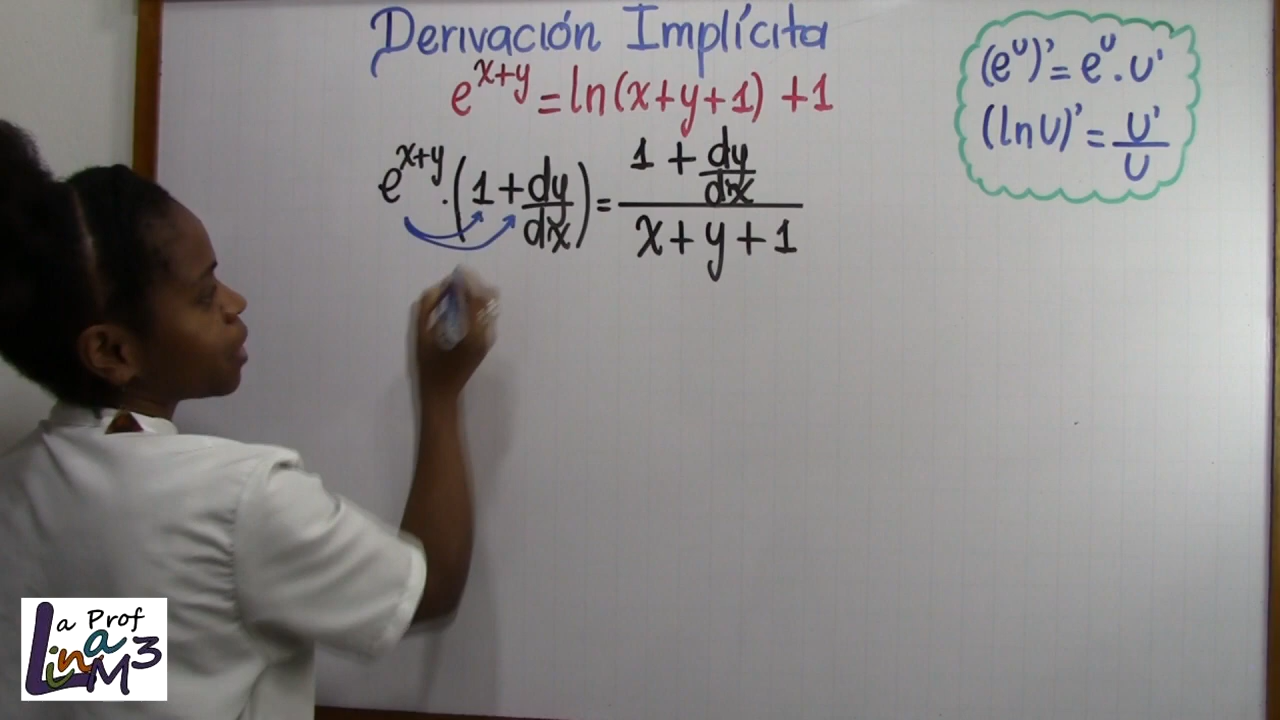 Derivación Implícita
e^{x+y} = ln(x+y+1) +1
e^{x+y}·(1+dy/dx) = (1+dy/dx)/(x+y+1)
(e^U)' = e^U · U'
(ln U)' = U'/U
La Prof
Lina M3